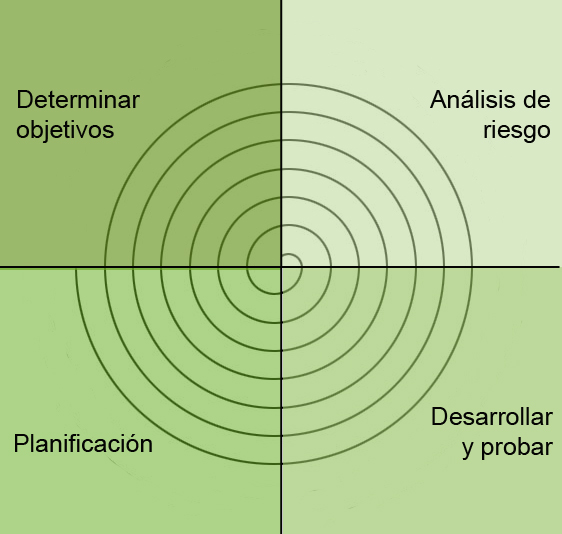 Determinar
objetivos
Análisis de
riesgo
Planificación
Desarrollar
y probar